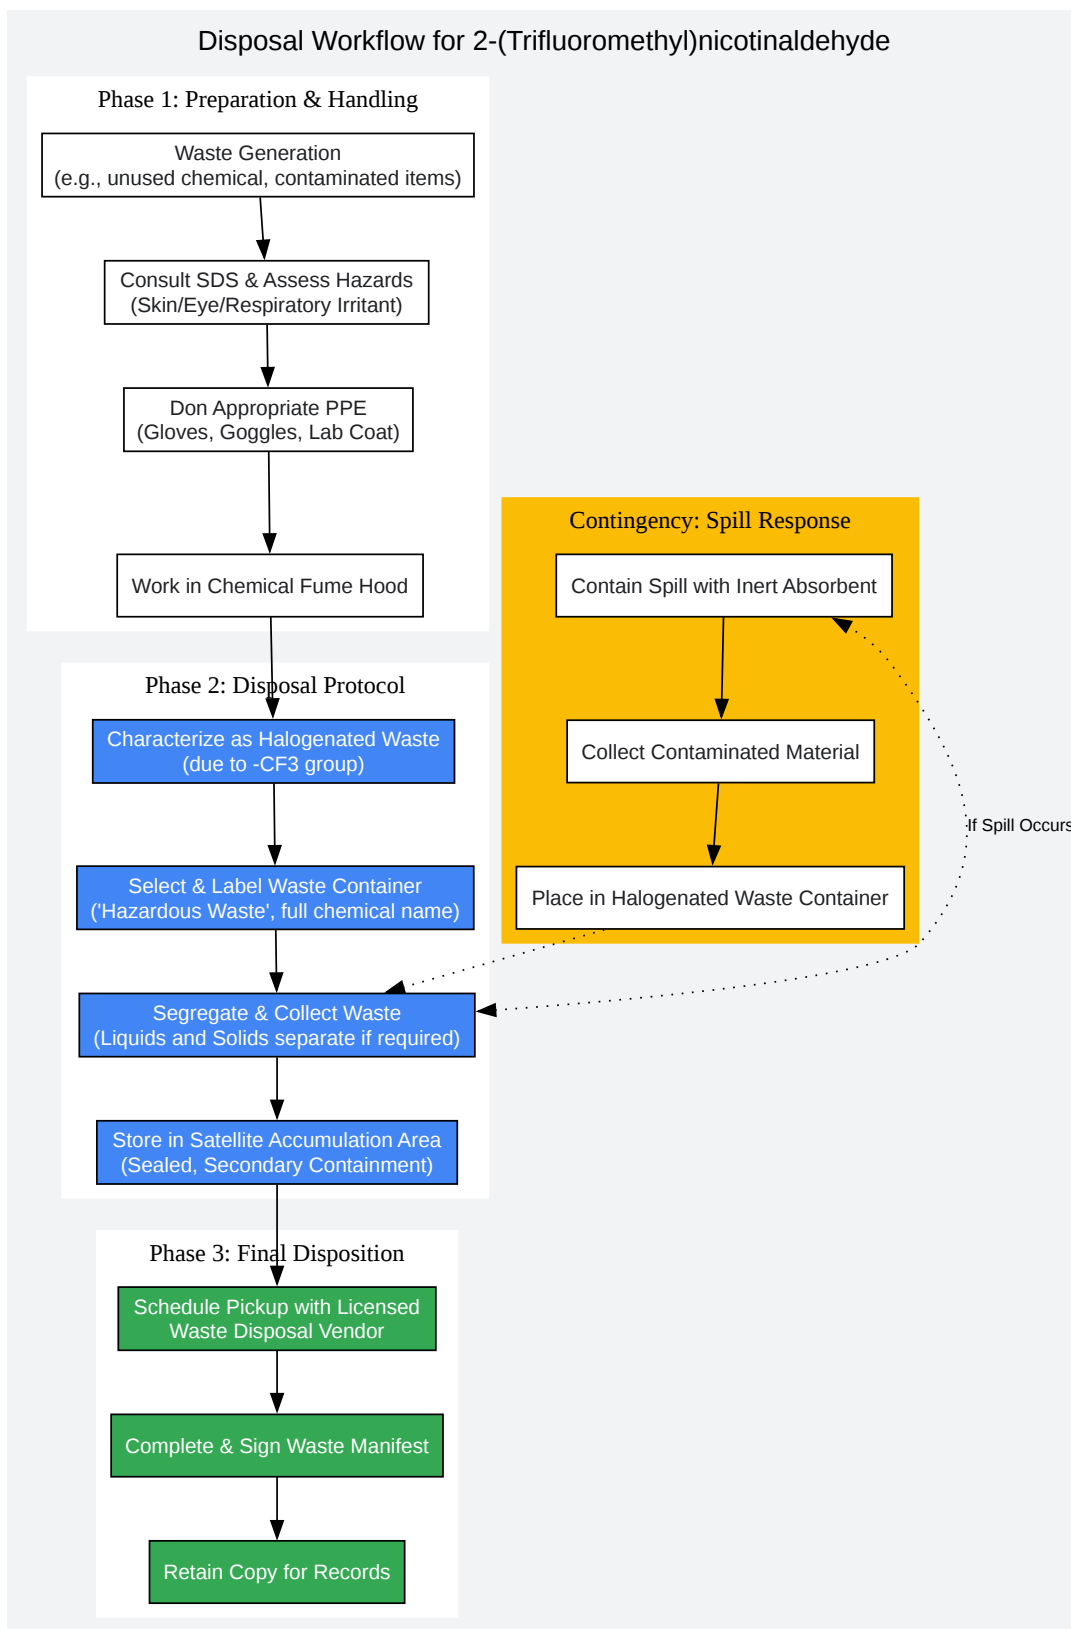 Disposal Workflow for 2-(Trifluoromethyl)nicotinaldehyde
Phase 1: Preparation & Handling
Waste Generation
(e.g., unused chemical, contaminated items)
Consult SDS & Assess Hazards
(Skin/Eye/Respiratory Irritant)
Don Appropriate PPE
(Gloves, Goggles, Lab Coat)
Work in Chemical Fume Hood
Contingency: Spill Response
Contain Spill with Inert Absorbent
Collect Contaminated Material
Place in Halogenated Waste Container
If Spill Occurs
Phase 2: Disposal Protocol
Characterize as Halogenated Waste
(due to -CF3 group)
Select & Label Waste Container
('Hazardous Waste', full chemical name)
Segregate & Collect Waste
(Liquids and Solids separate if required)
Store in Satellite Accumulation Area
(Sealed, Secondary Containment)
Phase 3: Final Disposition
Schedule Pickup with Licensed
Waste Disposal Vendor
Complete & Sign Waste Manifest
Retain Copy for Records